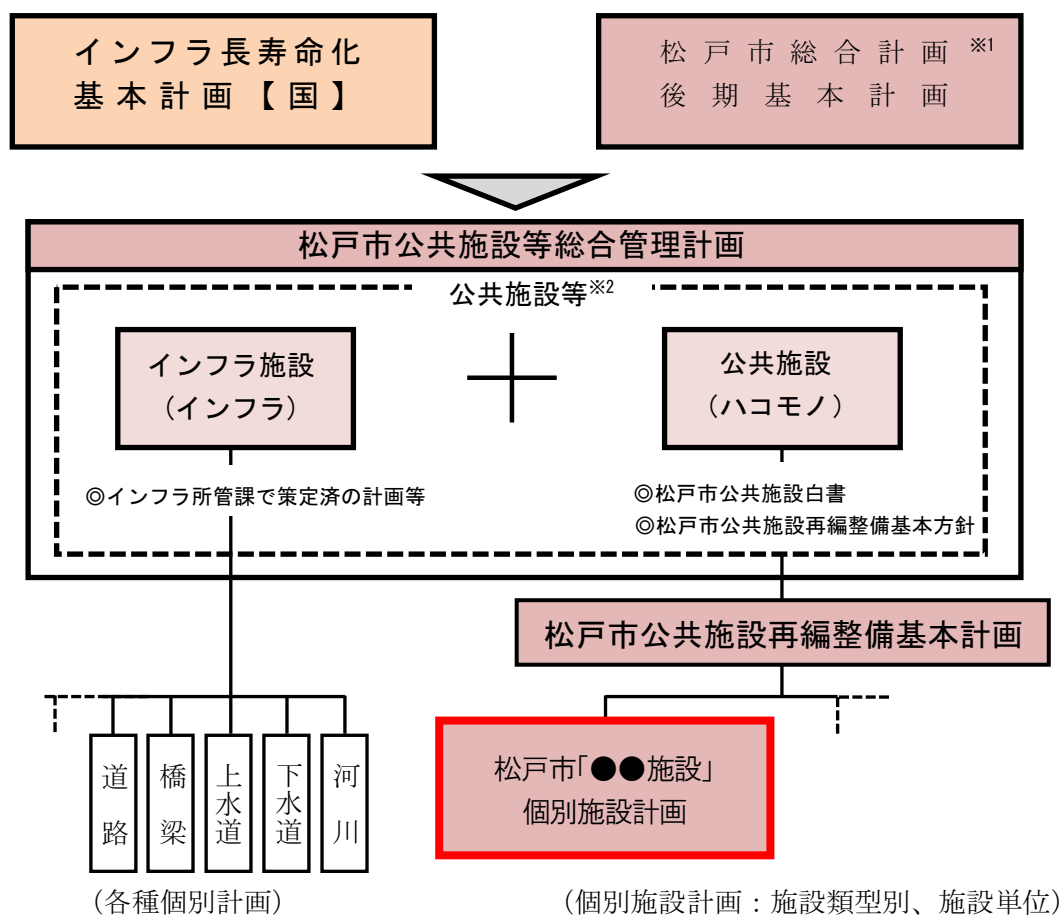 インフラ長寿命化
基本計画【国】
松戸市総合計画※1
後期基本計画
松戸市公共施設等総合管理計画
公共施設等※2
インフラ施設
（インフラ）
公共施設
（ハコモノ）
◎インフラ所管課で策定済の計画等
◎松戸市公共施設白書
◎松戸市公共施設再編整備基本方針
松戸市公共施設再編整備基本計画
道路
橋梁
上水道
下水道
河川
松戸市「●●施設」
個別施設計画
（各種個別計画）
（個別施設計画：施設類型別、施設単位）